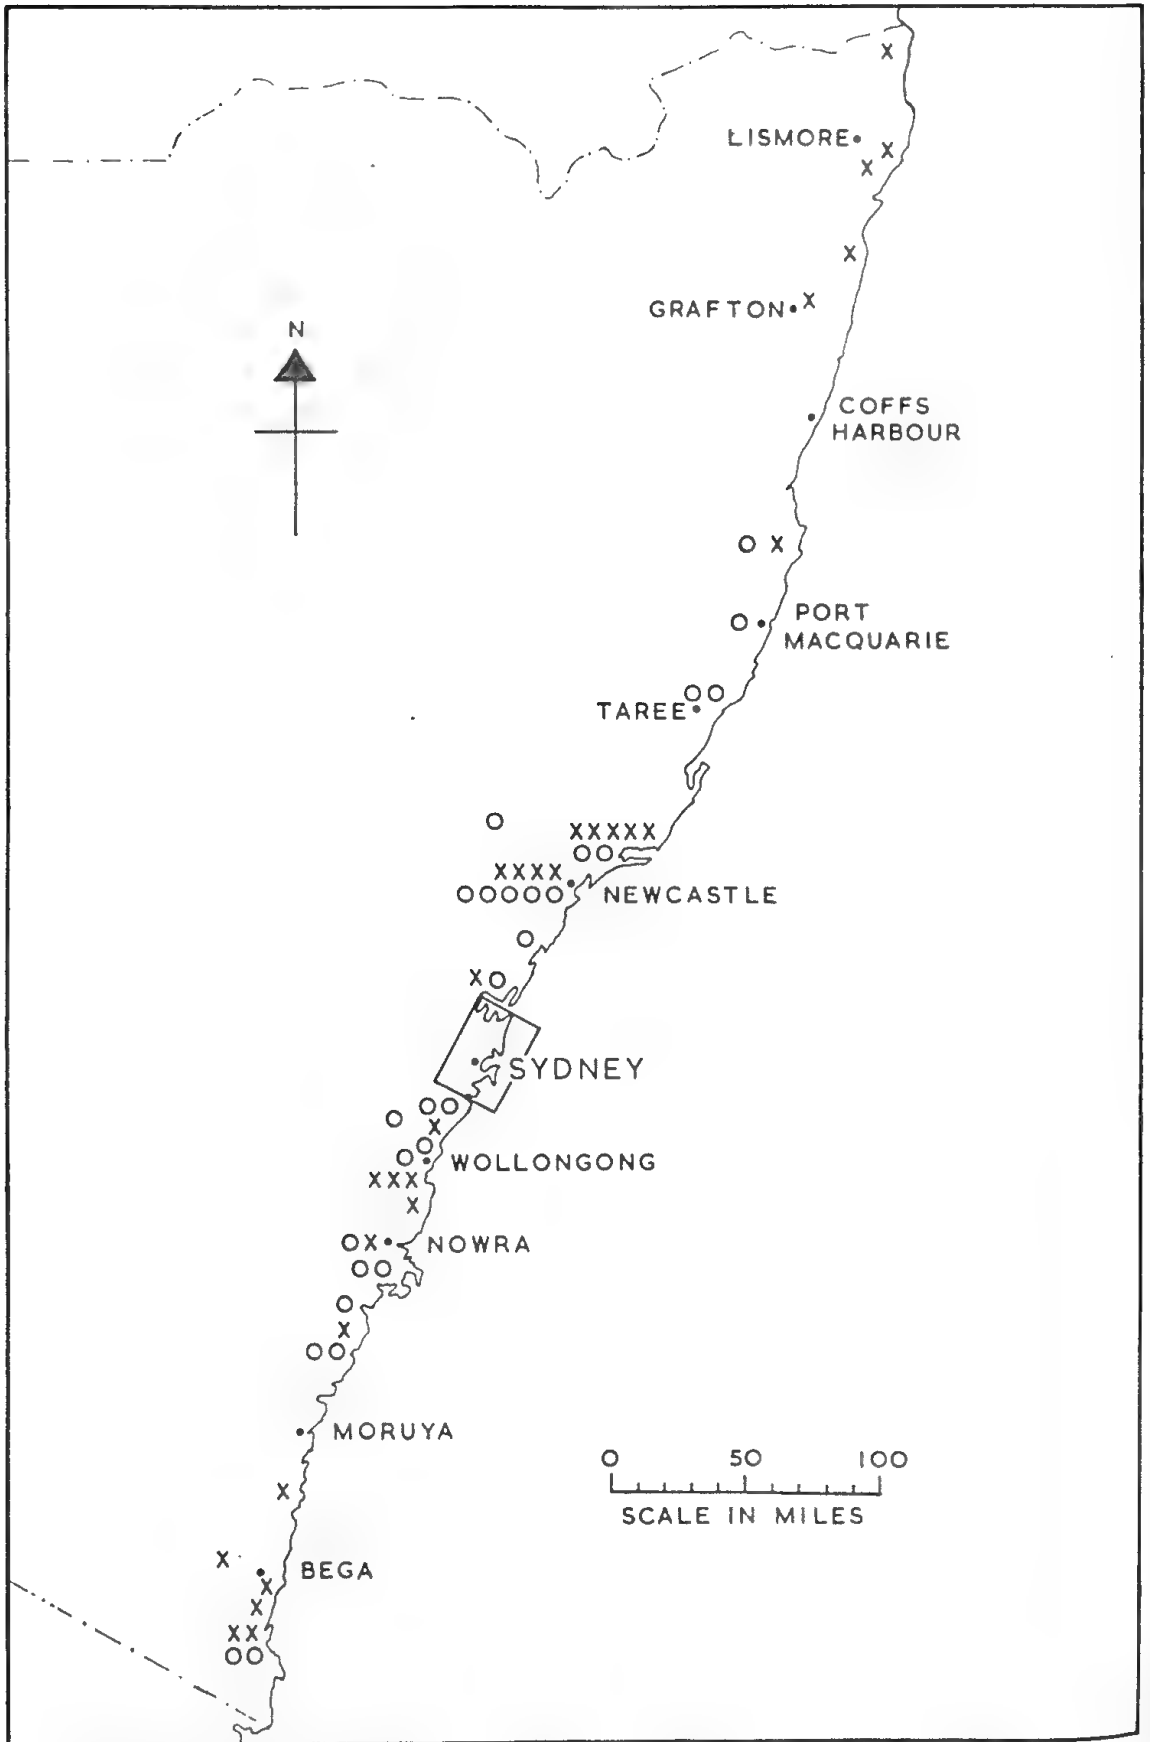 LISMORE
N
GRAFTON
COFFS
HARBOUR
PORT
MACQUARIE
TAREE
NEWCASTLE
SYDNEY
WOLLONGONG
NOWRA
MORUYA
0 50 100
SCALE IN MILES
BEGA